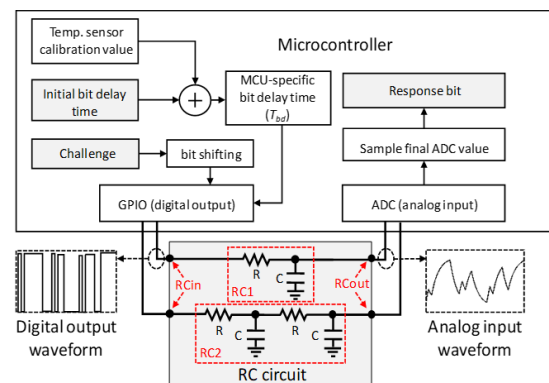 Temp. sensor
calibration value
Microcontroller
Initial bit delay
time
+
MCU-specific
bit delay time
(Tbd)
Response bit
Challenge
bit shifting
Sample final ADC value
GPIO (digital output)
ADC (analog input)
RCin
R
C
RC1
RCout
Digital output
waveform
R
C
R
C
RC2
Analog input
waveform
RC circuit